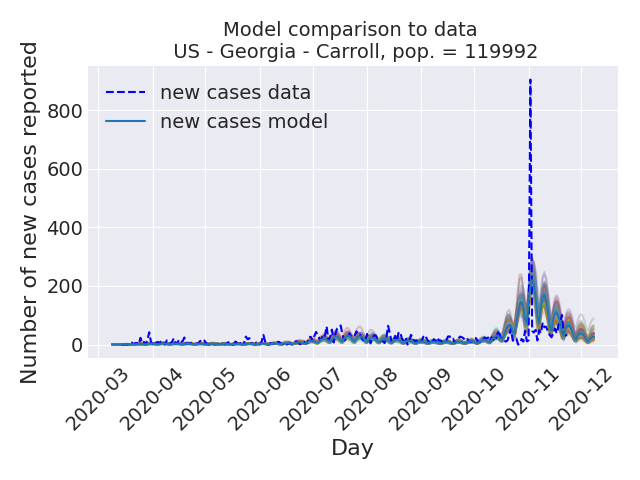 Model comparison to data
US - Georgia - Carroll, pop. = 119992
Number of new cases reported
new cases data
new cases model
800
600
400
200
0
2020-03
2020-04
2020-05
2020-06
2020-07
2020-08
2020-09
2020-10
2020-11
2020-12
Day